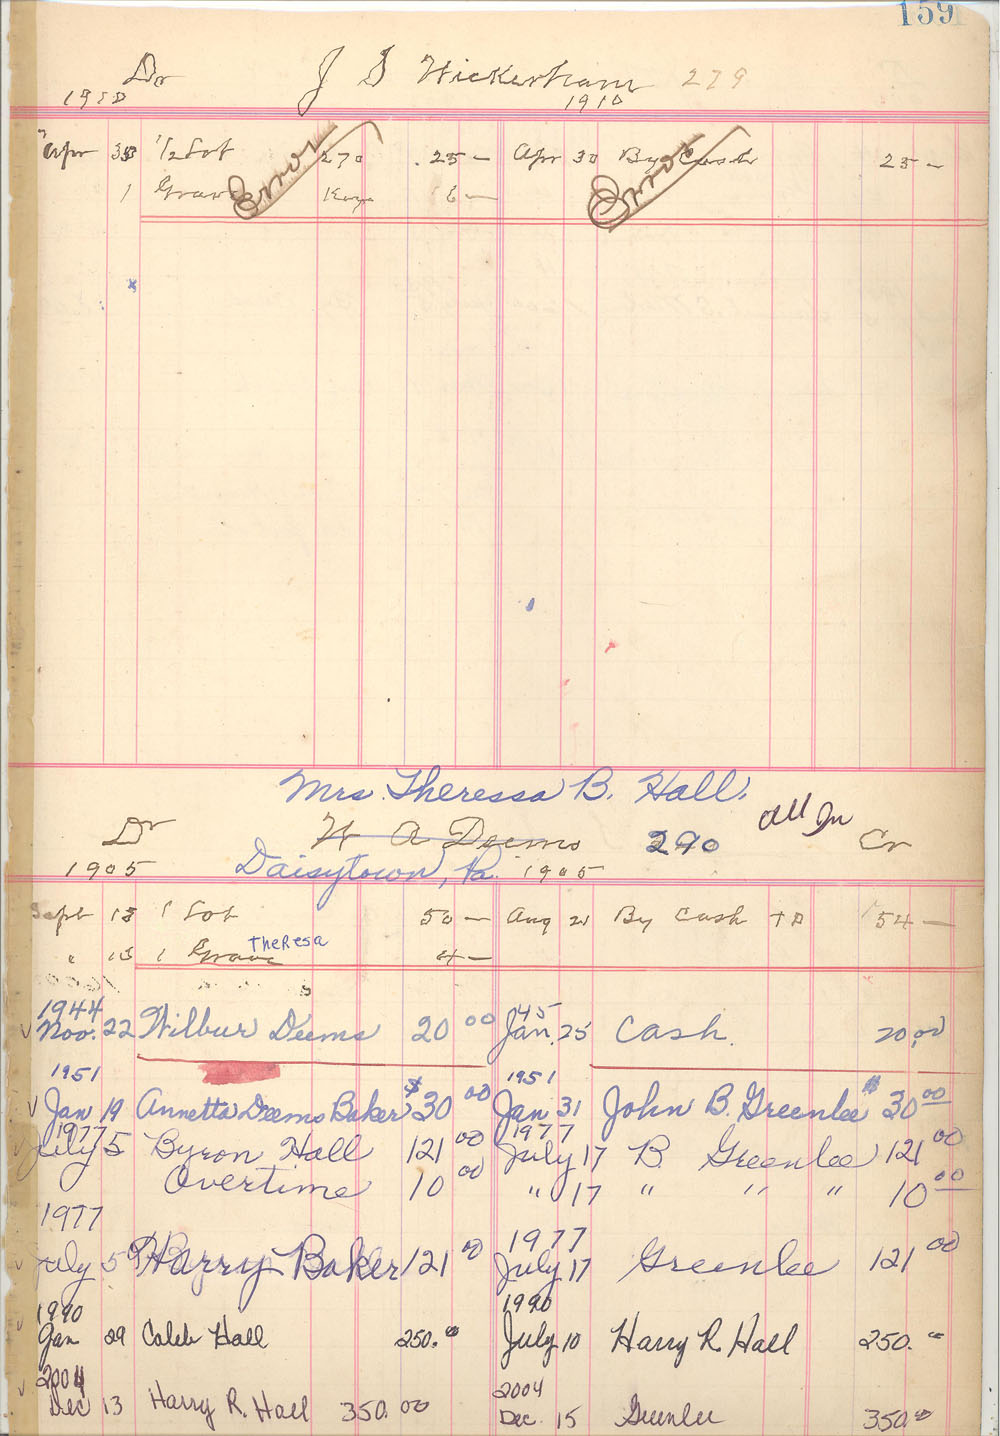 159
Dr J S Wickerham 279
1910 1910
Apr 30 1/2 Lot 270 25 — Apr 30 By Cash 25 —
1 Grave 6 —
Error Error
Mrs. Theressa B. Hall.
Dr W A Deems 290 All In Cr
1905 Daisytown, Pa. 1905
Sept 13 1 Lot 50 — Aug 21 By Cash 54 —
" 13 1 Grave Theresa 4 —
1944 '45
Nov. 22 Wilbur Deems 20 00 Jan. 25 Cash. 20.00
1951 1951
Jan 19 Annetta Deems Baker $30 00 Jan 31 John B. Greenlee $30 00
1977 1977
July 5 Byron Hall 121 00 July 17 B. Greenlee 121 00
Overtime 10 00 " 17 " " " 10 00
1977 1977
July 5 Harry Baker 121 00 July 17 Greenlee 121 00
1990 1990
Jan 29 Caleb Hall 250. 00 July 10 Harry R. Hall 250. 00
2004 2004
Dec 13 Harry R. Hall 350. 00 Dec. 15 Greenlee 350. 00